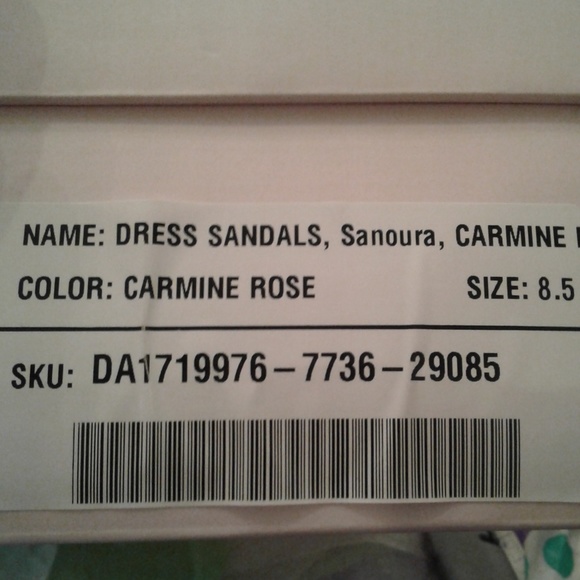 NAME: DRESS SANDALS, Sanoura, CARMINE
COLOR: CARMINE ROSE SIZE: 8.5
SKU: DA1719976-7736-29085